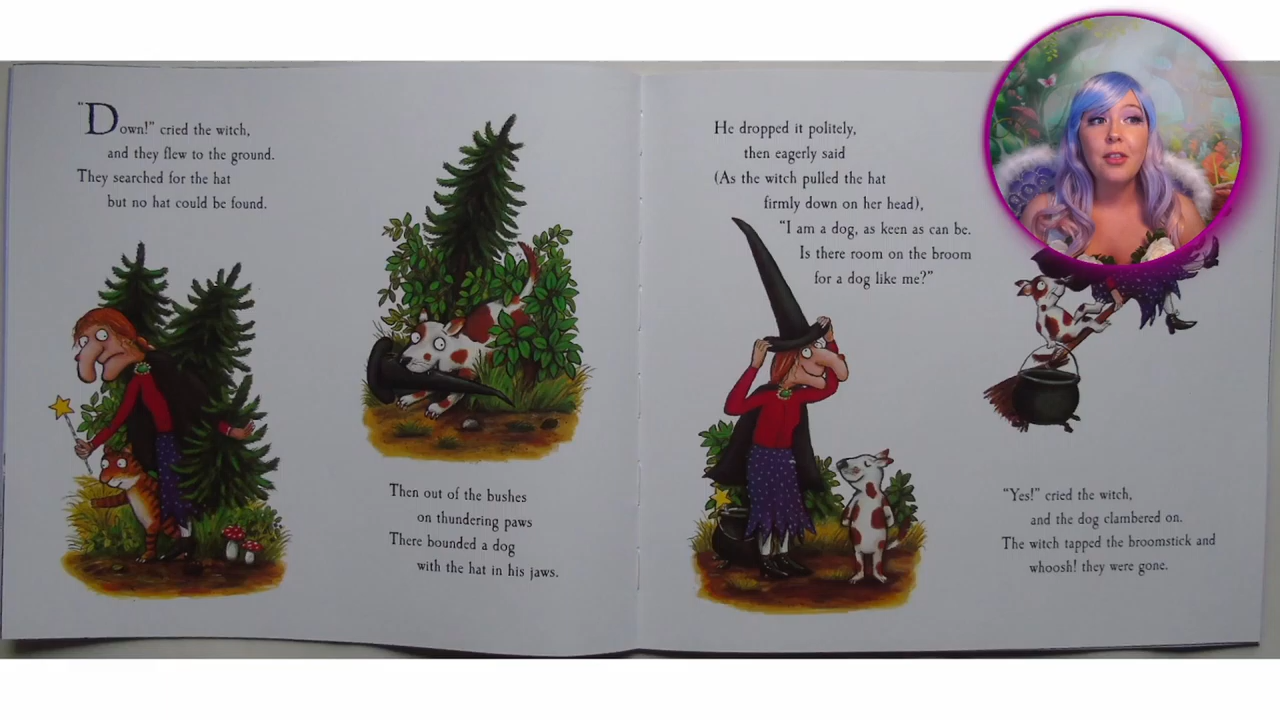 "Down!" cried the witch,
and they flew to the ground.
They searched for the hat
but no hat could be found.
Then out of the bushes
on thundering paws
There bounded a dog
with the hat in his jaws.
He dropped it politely,
then eagerly said
(As the witch pulled the hat
firmly down on her head),
"I am a dog, as keen as can be.
Is there room on the broom
for a dog like me?"
"Yes!" cried the witch,
and the dog clambered on.
The witch tapped the broomstick and
whoosh! they were gone.